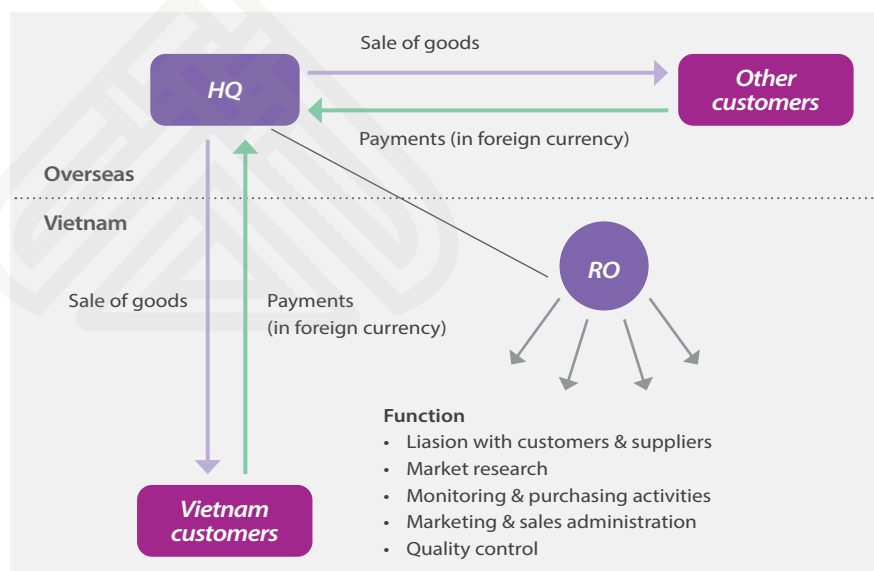 Sale of goods
HQ
Other
customers
Payments (in foreign currency)
Overseas
Vietnam
RO
Sale of goods
Payments
(in foreign currency)
Function
• Liasion with customers & suppliers
• Market research
• Monitoring & purchasing activities
• Marketing & sales administration
• Quality control
Vietnam
customers